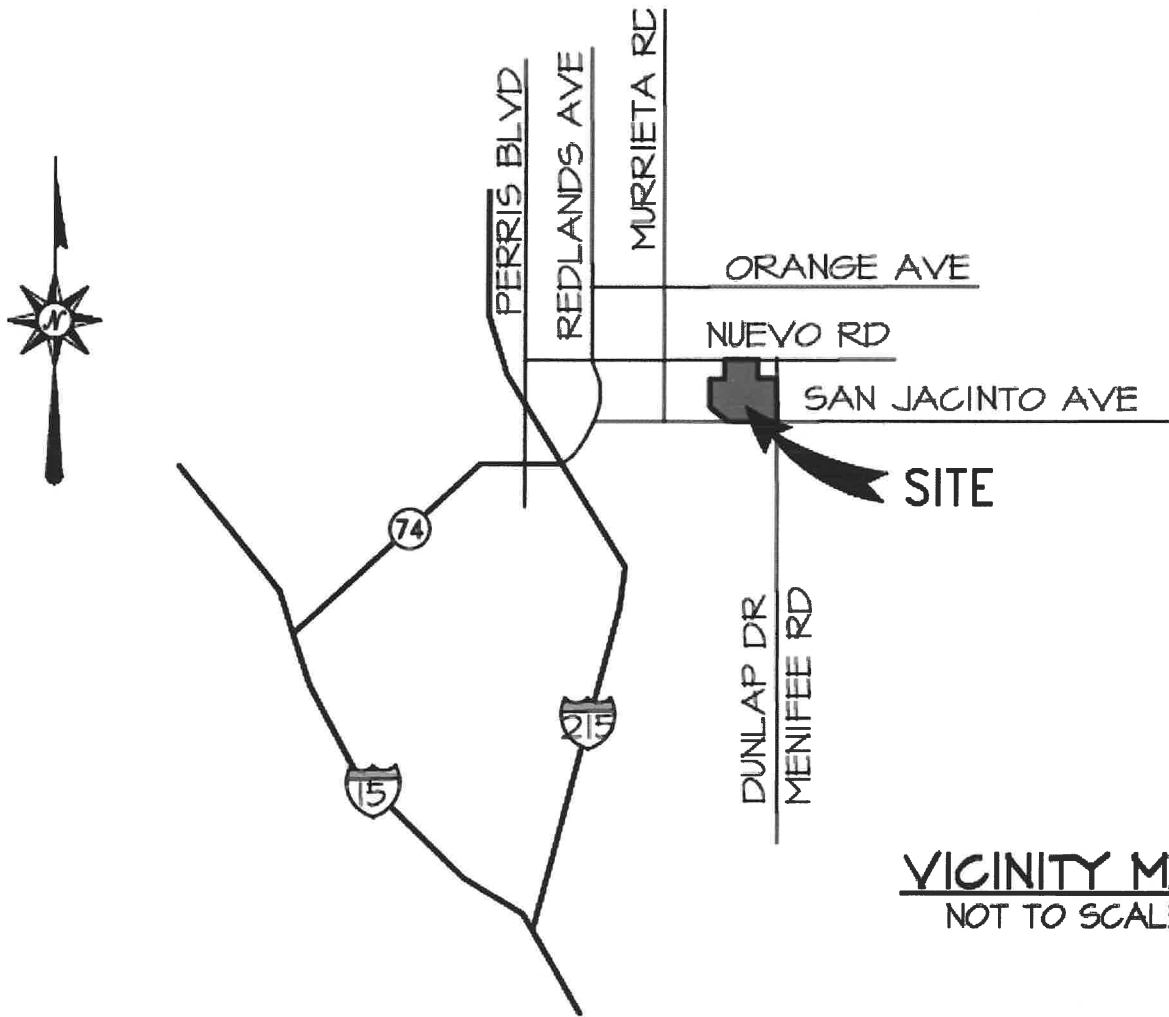 PERRIS BLVD
REDLANDS AVE
MURRIETA RD
ORANGE AVE
N
NUEVO RD
SAN JACINTO AVE
SITE
74
DUNLAP DR
MENIFEE RD
215
15
VICINITY M
NOT TO SCALE